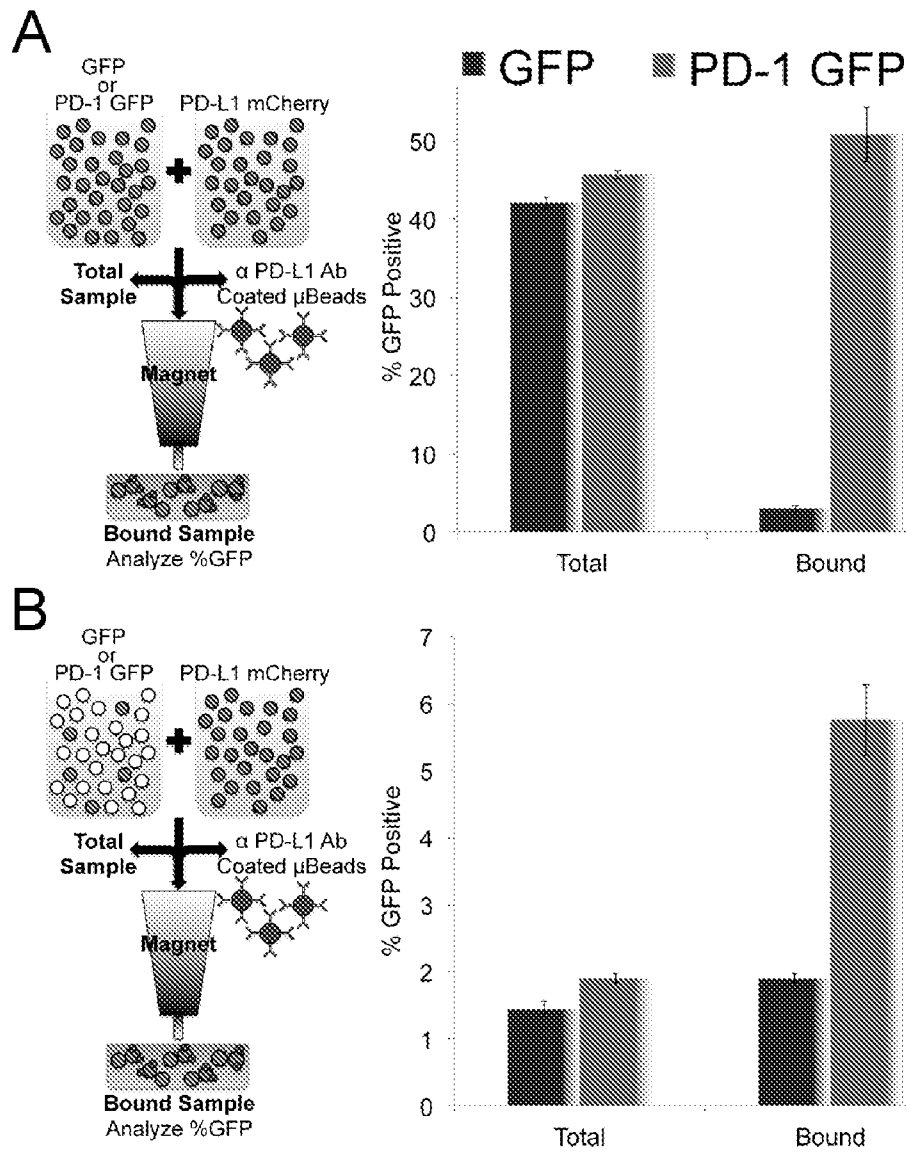 A
GFP
or
PD-1 GFP
PD-L1 mCherry
Total
Sample
α PD-L1 Ab
Coated µBeads
Magnet
Bound Sample
Analyze %GFP
GFP
PD-1 GFP
% GFP Positive
50
40
30
20
10
0
Total
Bound
B
GFP
or
PD-1 GFP
PD-L1 mCherry
Total
Sample
α PD-L1 Ab
Coated µBeads
Magnet
Bound Sample
Analyze %GFP
% GFP Positive
7
6
5
4
3
2
1
0
Total
Bound